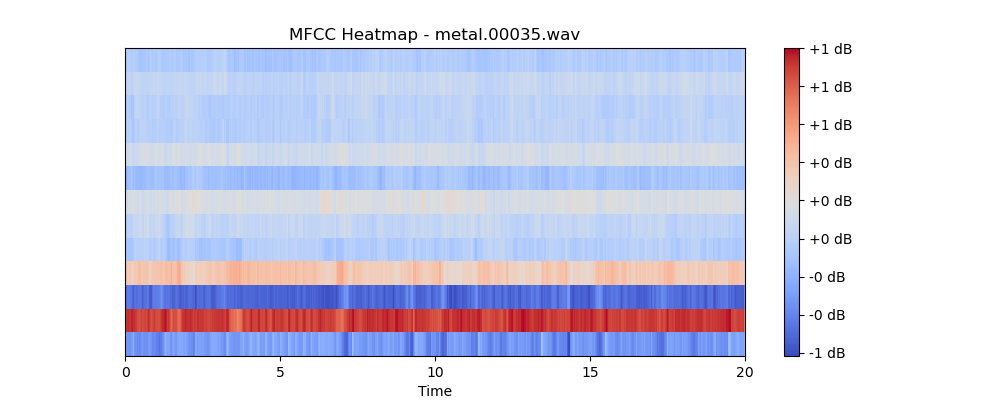 MFCC Heatmap - metal.00035.wav
+1 dB
+1 dB
+1 dB
+0 dB
+0 dB
+0 dB
-0 dB
-0 dB
-1 dB
0 5 10 15 20
Time